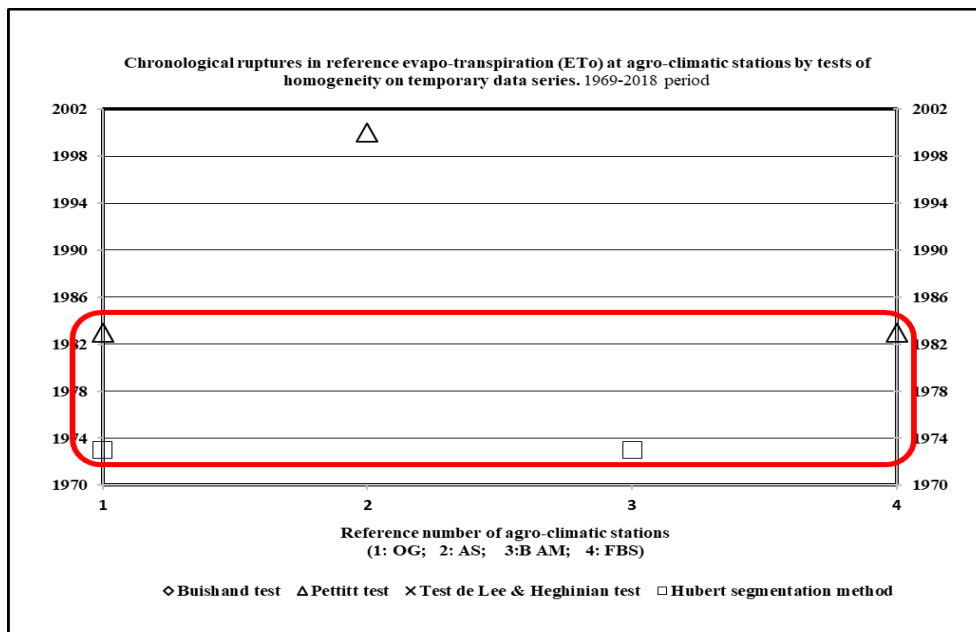 Chronological ruptures in reference evapo-transpiration (ETo) at agro-climatic stations by tests of
homogeneity on temporary data series. 1969-2018 period
2002 2002
1998 1998
1994 1994
1990 1990
1986 1986
1982 1982
1978 1978
1974 1974
1970 1970
1 2 3 4
Reference number of agro-climatic stations
(1: OG; 2: AS; 3:B AM; 4: FBS)
Buishand test Pettitt test Test de Lee & Heghinian test Hubert segmentation method